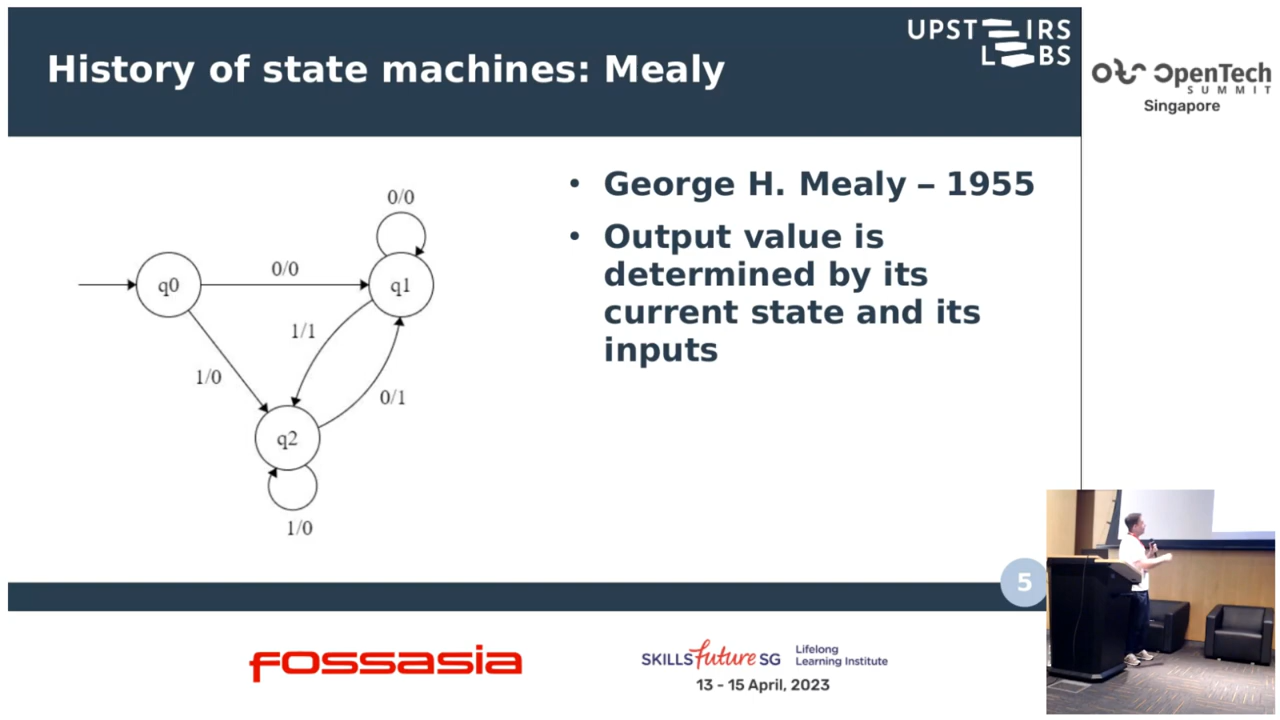 History of state machines: Mealy
UPSTAIRS
LABS
OpenTech
SUMMIT
Singapore
George H. Mealy – 1955
Output value is
determined by its
current state and its
inputs
0/0
q0
0/0
q1
1/1
1/0
0/1
q2
1/0
5
fossasia
SKILLS future SG
Lifelong
Learning Institute
13 - 15 April, 2023